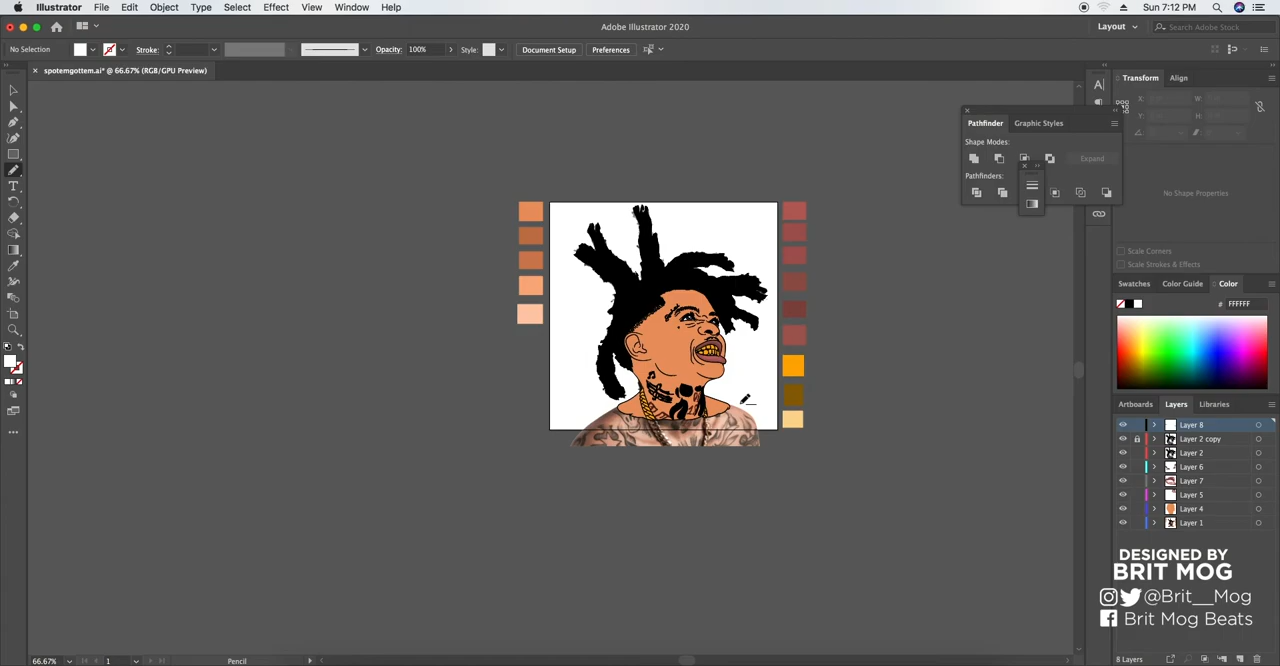 Illustrator File Edit Object Type Select Effect View Window Help
Sun 7:12 PM
Adobe Illustrator 2020
Layout
Search Adobe Stock
No Selection
Stroke:
Opacity: 100%
Style:
Document Setup
Preferences
× spotemgottem.ai* @ 66.67% (RGB/GPU Preview)
Transform Align
X:
W:
Y:
H:
Pathfinder Graphic Styles
Shape Modes:
Expand
Pathfinders:
No Shape Properties
Scale Corners
Scale Strokes & Effects
Swatches Color Guide Color
# FFFFFF
Artboards Layers Libraries
Layer 8
Layer 2 copy
Layer 2
Layer 6
Layer 7
Layer 5
Layer 4
Layer 1
DESIGNED BY
BRIT MOG
@Brit__Mog
Brit Mog Beats
66.67%
1
Pencil
8 Layers